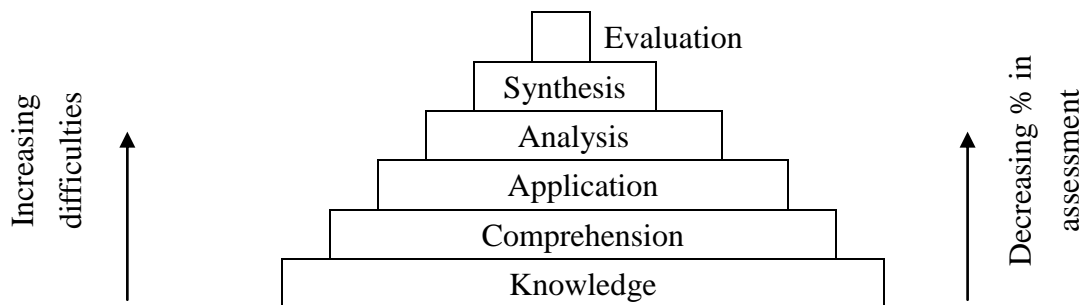 Evaluation
Synthesis
Analysis
Application
Comprehension
Knowledge
Increasing
difficulties
Decreasing % in
assessment